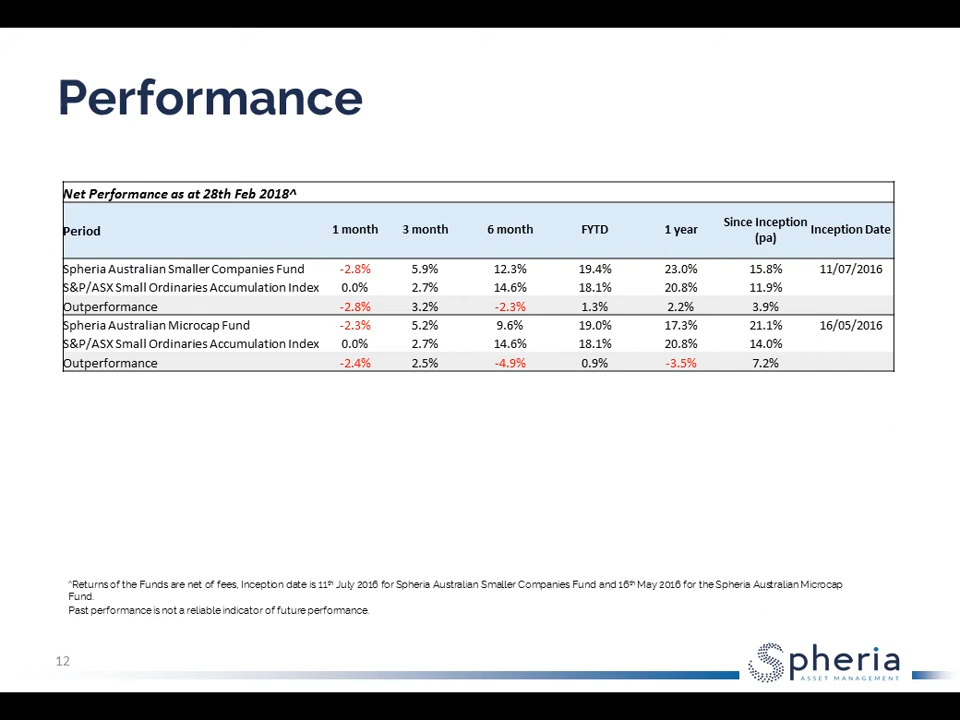 Performance
Net Performance as at 28th Feb 2018^
Period 1 month 3 month 6 month FYTD 1 year Since Inception (pa) Inception Date
Spheria Australian Smaller Companies Fund -2.8% 5.9% 12.3% 19.4% 23.0% 15.8% 11/07/2016
S&P/ASX Small Ordinaries Accumulation Index 0.0% 2.7% 14.6% 18.1% 20.8% 11.9%
Outperformance -2.8% 3.2% -2.3% 1.3% 2.2% 3.9%
Spheria Australian Microcap Fund -2.3% 5.2% 9.6% 19.0% 17.3% 21.1% 16/05/2016
S&P/ASX Small Ordinaries Accumulation Index 0.0% 2.7% 14.6% 18.1% 20.8% 14.0%
Outperformance -2.4% 2.5% -4.9% 0.9% -3.5% 7.2%
^Returns of the Funds are net of fees, Inception date is 11th July 2016 for Spheria Australian Smaller Companies Fund and 16th May 2016 for the Spheria Australian Microcap
Fund.
Past performance is not a reliable indicator of future performance.
12
Spheria
ASSET MANAGEMENT